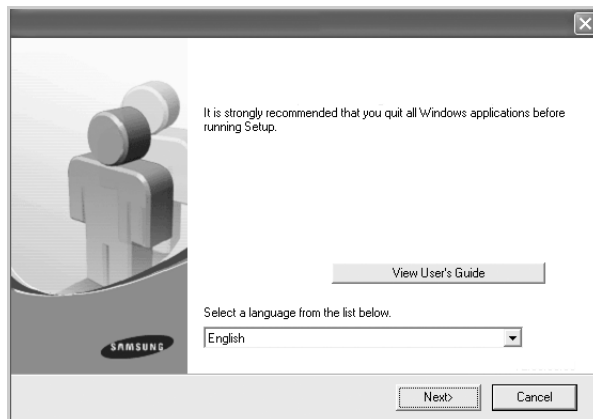 It is strongly recommended that you quit all Windows applications before
running Setup.
View User's Guide
Select a language from the list below.
English
SAMSUNG
Next>
Cancel